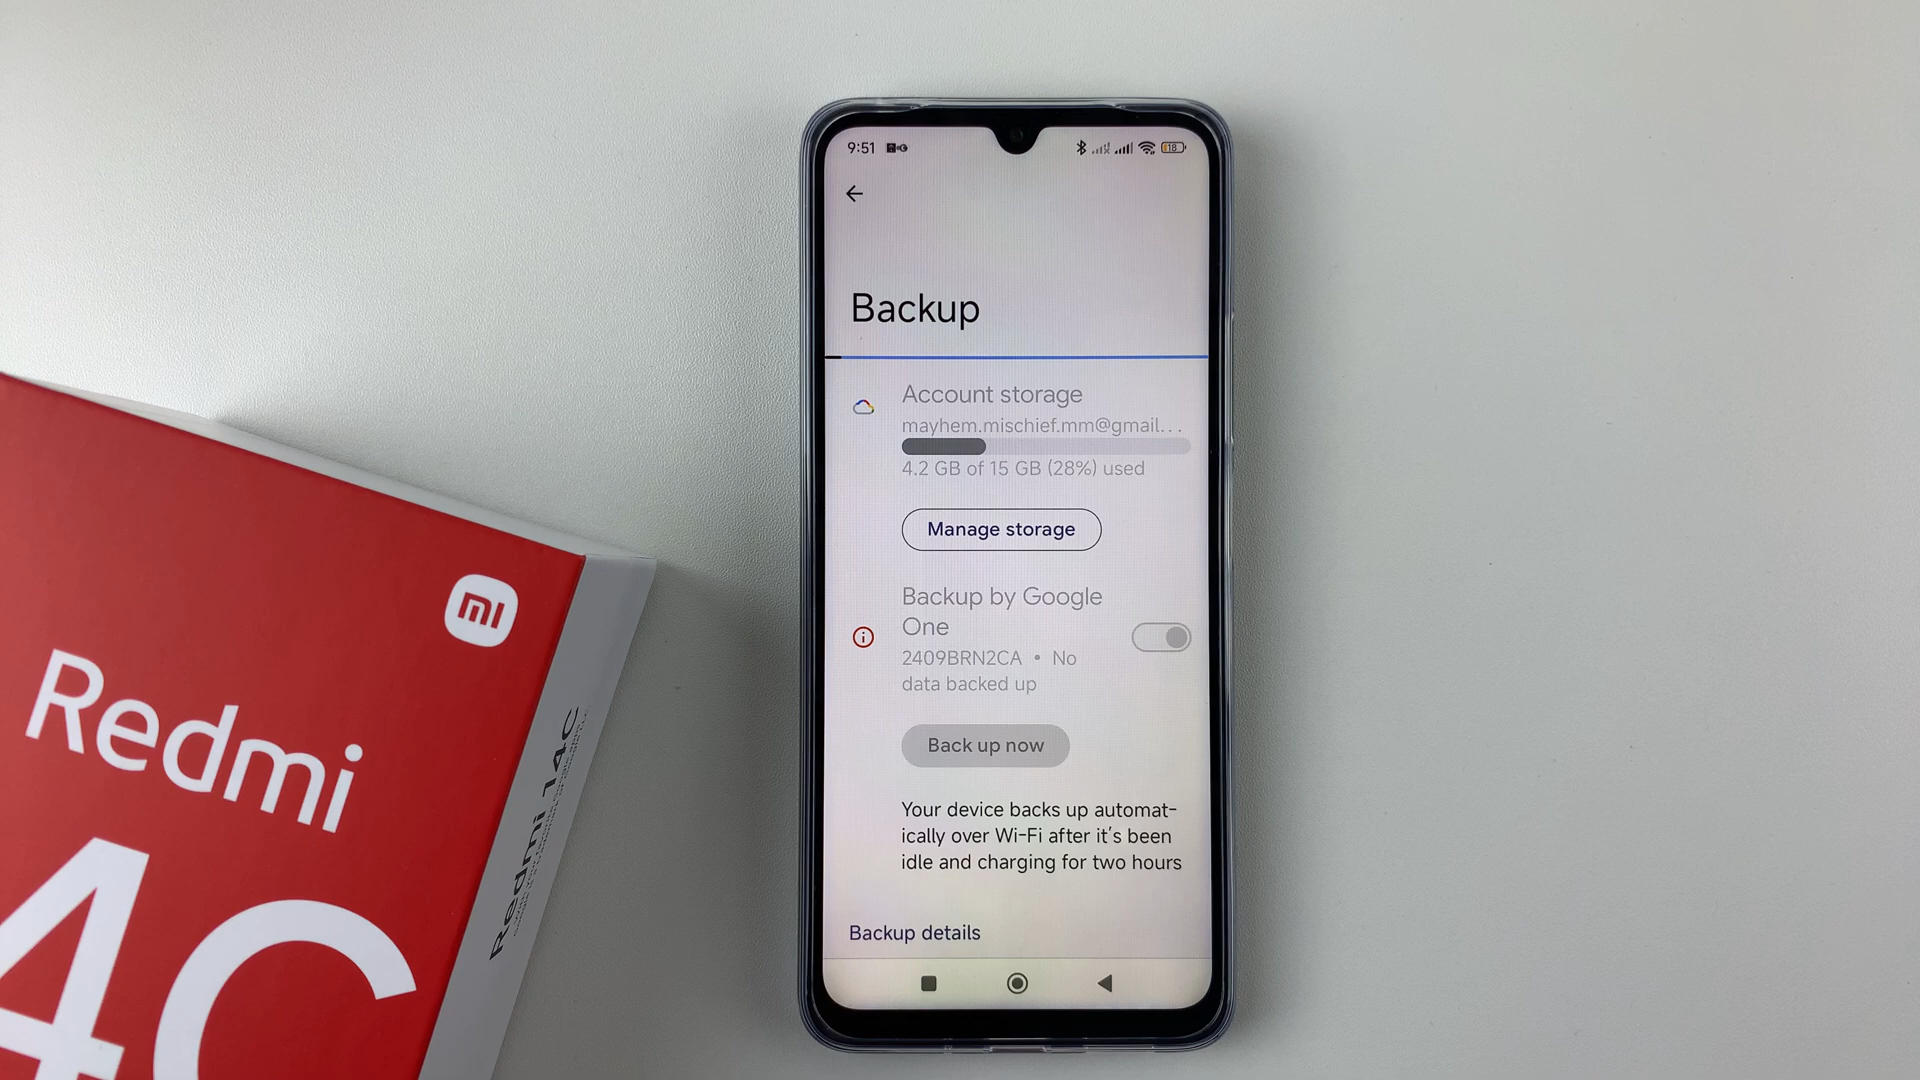 9:51
18
Backup
Account storage
mayhem.mischief.mm@gmail...
4.2 GB of 15 GB (28%) used
Manage storage
Backup by Google
One
2409BRN2CA • No
data backed up
Back up now
Your device backs up automat-
ically over Wi-Fi after it's been
idle and charging for two hours
Backup details
mi
Redmi
4C
Redmi 14C